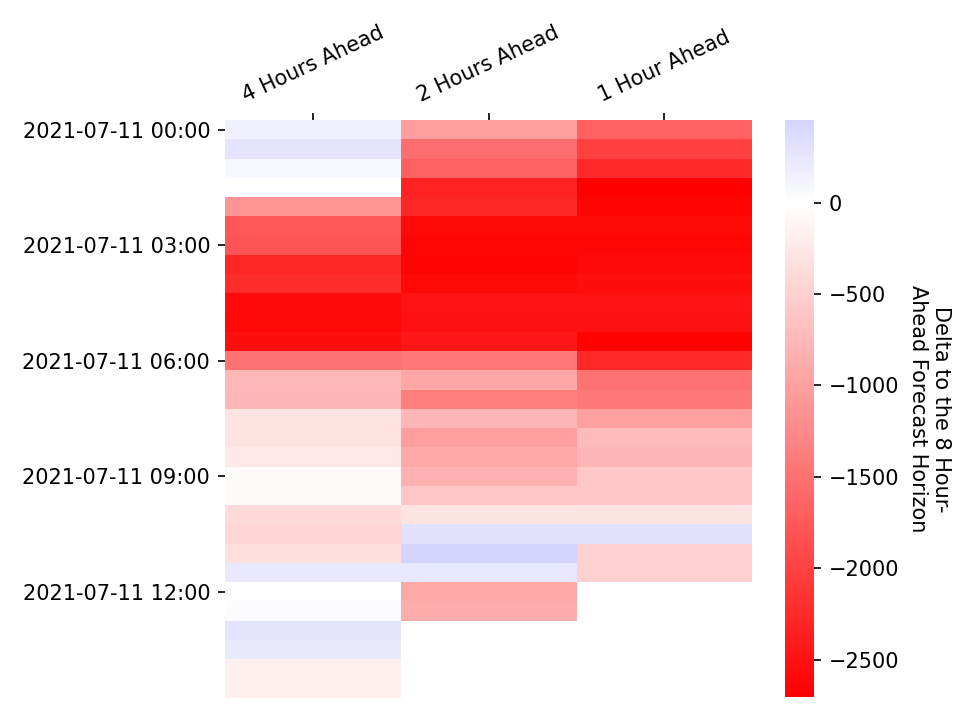 4 Hours Ahead
2 Hours Ahead
1 Hour Ahead
2021-07-11 00:00
2021-07-11 03:00
2021-07-11 06:00
2021-07-11 09:00
2021-07-11 12:00
0
−500
−1000
−1500
−2000
−2500
Delta to the 8 Hour-
Ahead Forecast Horizon